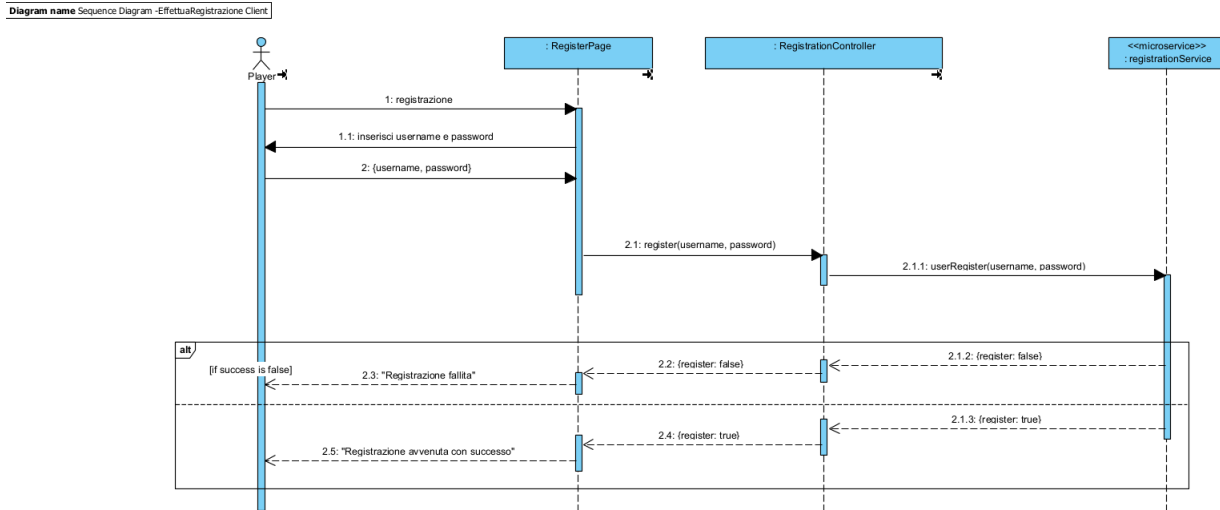 Diagram name Sequence Diagram -EffettuaRegistrazione Client
Player
: RegisterPage
: RegistrationController
<<microservice>>
: registrationService
1: registrazione
1.1: inserisci username e password
2: {username, password}
2.1: register(username, password)
2.1.1: userRegister(username, password)
alt
[if success is false]
2.1.2: {register: false}
2.2: {register: false}
2.3: "Registrazione fallita"
2.1.3: {register: true}
2.4: {register: true}
2.5: "Registrazione avvenuta con successo"